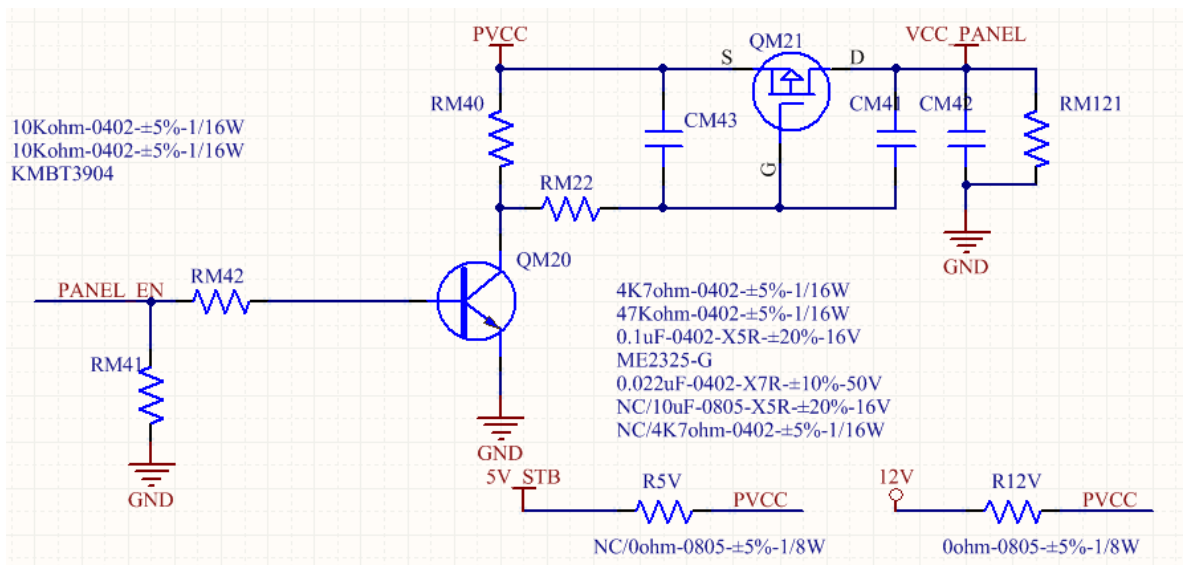 PVCC
QM21
VCC_PANEL
S
D
RM40
CM43
CM41
CM42
RM121
10Kohm-0402-±5%-1/16W
10Kohm-0402-±5%-1/16W
KMBT3904
G
RM22
GND
QM20
PANEL_EN
RM42
RM41
4K7ohm-0402-±5%-1/16W
47Kohm-0402-±5%-1/16W
0.1uF-0402-X5R-±20%-16V
ME2325-G
0.022uF-0402-X7R-±10%-50V
NC/10uF-0805-X5R-±20%-16V
NC/4K7ohm-0402-±5%-1/16W
GND
GND
5V_STB
R5V
PVCC
NC/0ohm-0805-±5%-1/8W
12V
R12V
PVCC
0ohm-0805-±5%-1/8W